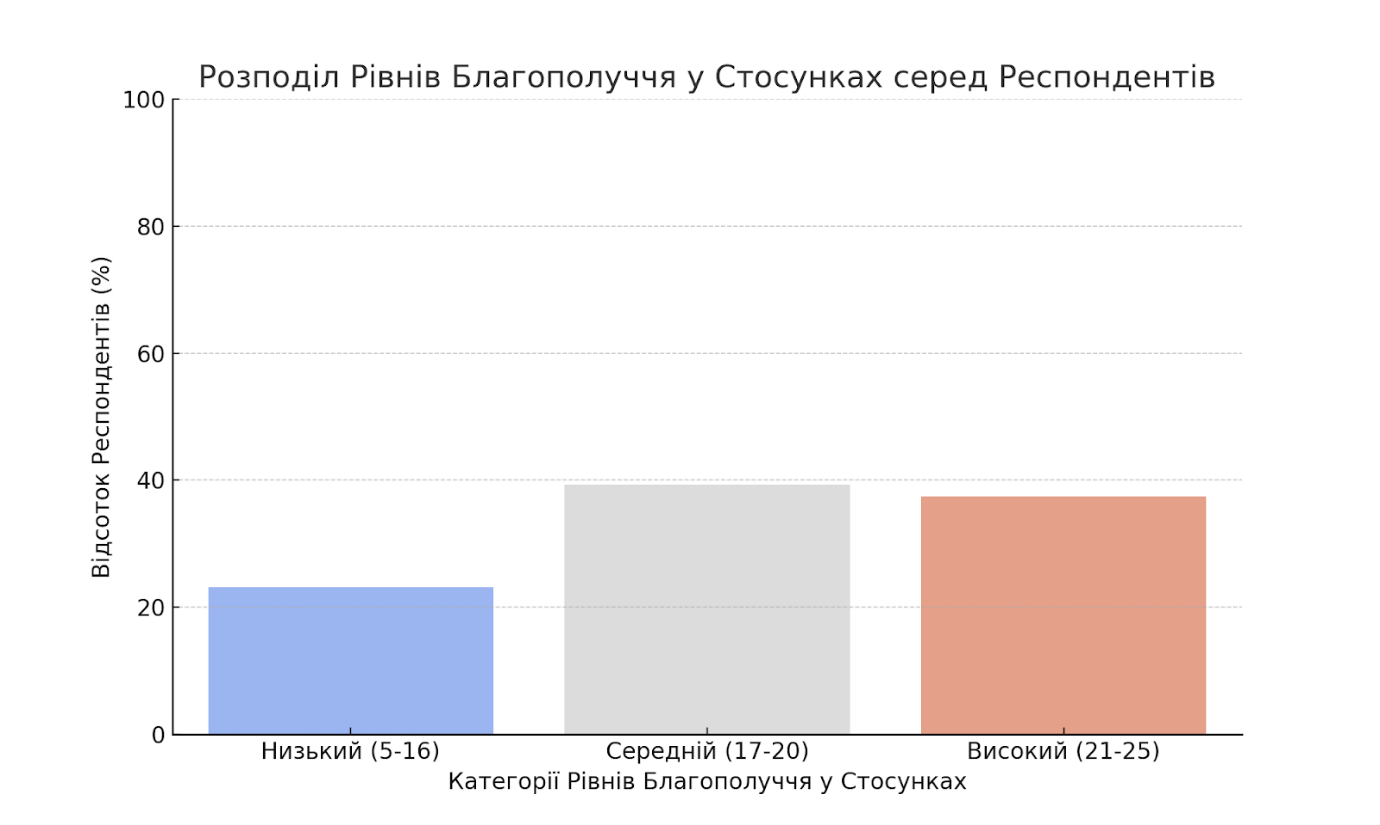 Розподіл Рівнів Благополуччя у Стосунках серед Респондентів
100
80
60
40
20
0
Відсоток Респондентів (%)
Низький (5-16) Середній (17-20) Високий (21-25)
Категорії Рівнів Благополуччя у Стосунках